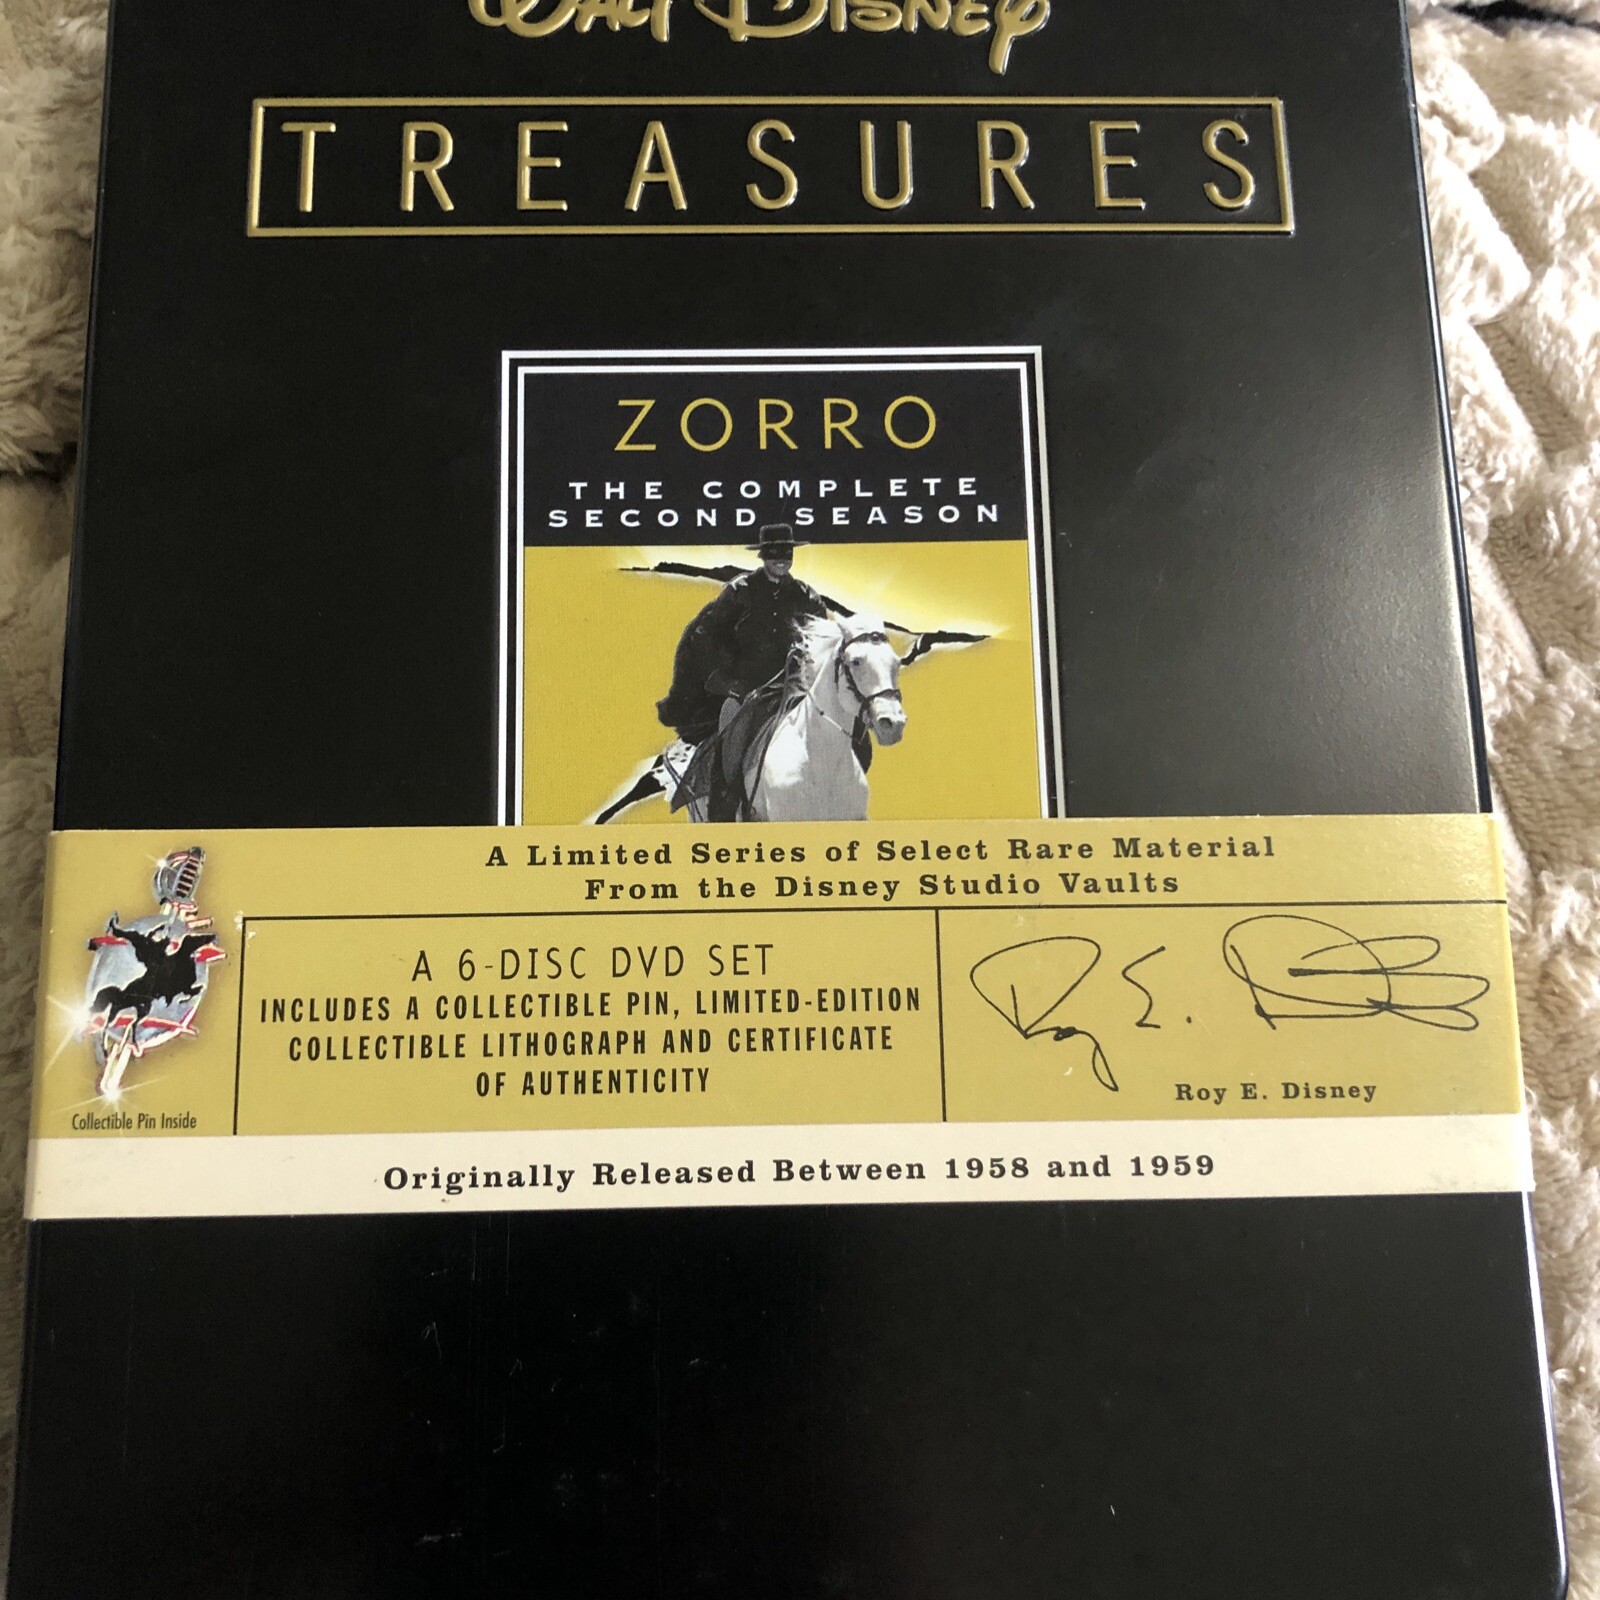 WALT DISNEY
TREASURES
ZORRO
THE COMPLETE
SECOND SEASON
A Limited Series of Select Rare Material
From the Disney Studio Vaults
A 6-DISC DVD SET
INCLUDES A COLLECTIBLE PIN, LIMITED-EDITION
COLLECTIBLE LITHOGRAPH AND CERTIFICATE
OF AUTHENTICITY
Collectible Pin Inside
Roy E. Disney
Roy E. Disney
Originally Released Between 1958 and 1959